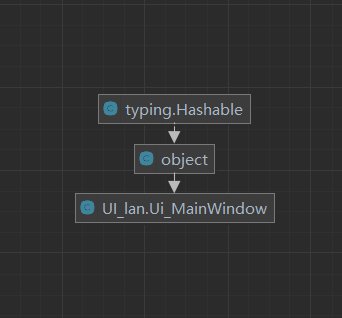 C typing.Hashable
C object
C UI_lan.Ui_MainWindow